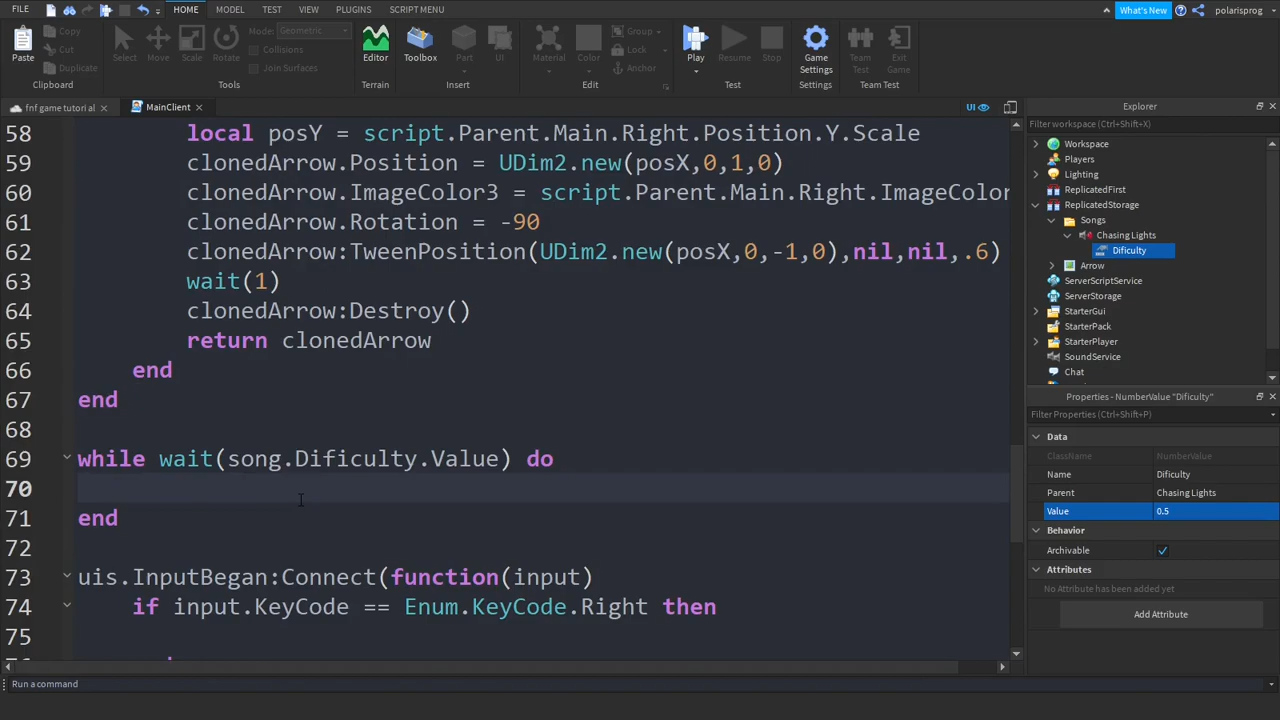 FILE HOME MODEL TEST VIEW PLUGINS SCRIPT MENU What's New polarisprog
Paste Copy Cut Duplicate Select Move Scale Rotate Mode: Geometric Collisions Join Surfaces Editor Toolbox Part UI Material Color Group Lock Anchor Play Resume Stop Game Settings Team Test Exit Game
Clipboard Tools Terrain Insert Edit Test Settings Team Test
fnf game tutori al MainClient UI
58 local posY = script.Parent.Main.Right.Position.Y.Scale
59 clonedArrow.Position = UDim2.new(posX,0,1,0)
60 clonedArrow.ImageColor3 = script.Parent.Main.Right.ImageColor
61 clonedArrow.Rotation = -90
62 clonedArrow:TweenPosition(UDim2.new(posX,0,-1,0),nil,nil,.6)
63 wait(1)
64 clonedArrow:Destroy()
65 return clonedArrow
66 end
67 end
68
69 while wait(song.Dificulty.Value) do
70
71 end
72
73 uis.InputBegan:Connect(function(input)
74 if input.KeyCode == Enum.KeyCode.Right then
75
Run a command
Explorer
Filter workspace (Ctrl+Shift+X)
Workspace
Players
Lighting
ReplicatedFirst
ReplicatedStorage
Songs
Chasing Lights
Dificulty
Arrow
ServerScriptService
ServerStorage
StarterGui
StarterPack
StarterPlayer
SoundService
Chat
Properties - NumberValue "Dificulty"
Filter Properties (Ctrl+Shift+P)
Data
ClassName NumberValue
Name Dificulty
Parent Chasing Lights
Value 0.5
Behavior
Archivable
Attributes
No Attribute has been added yet
Add Attribute